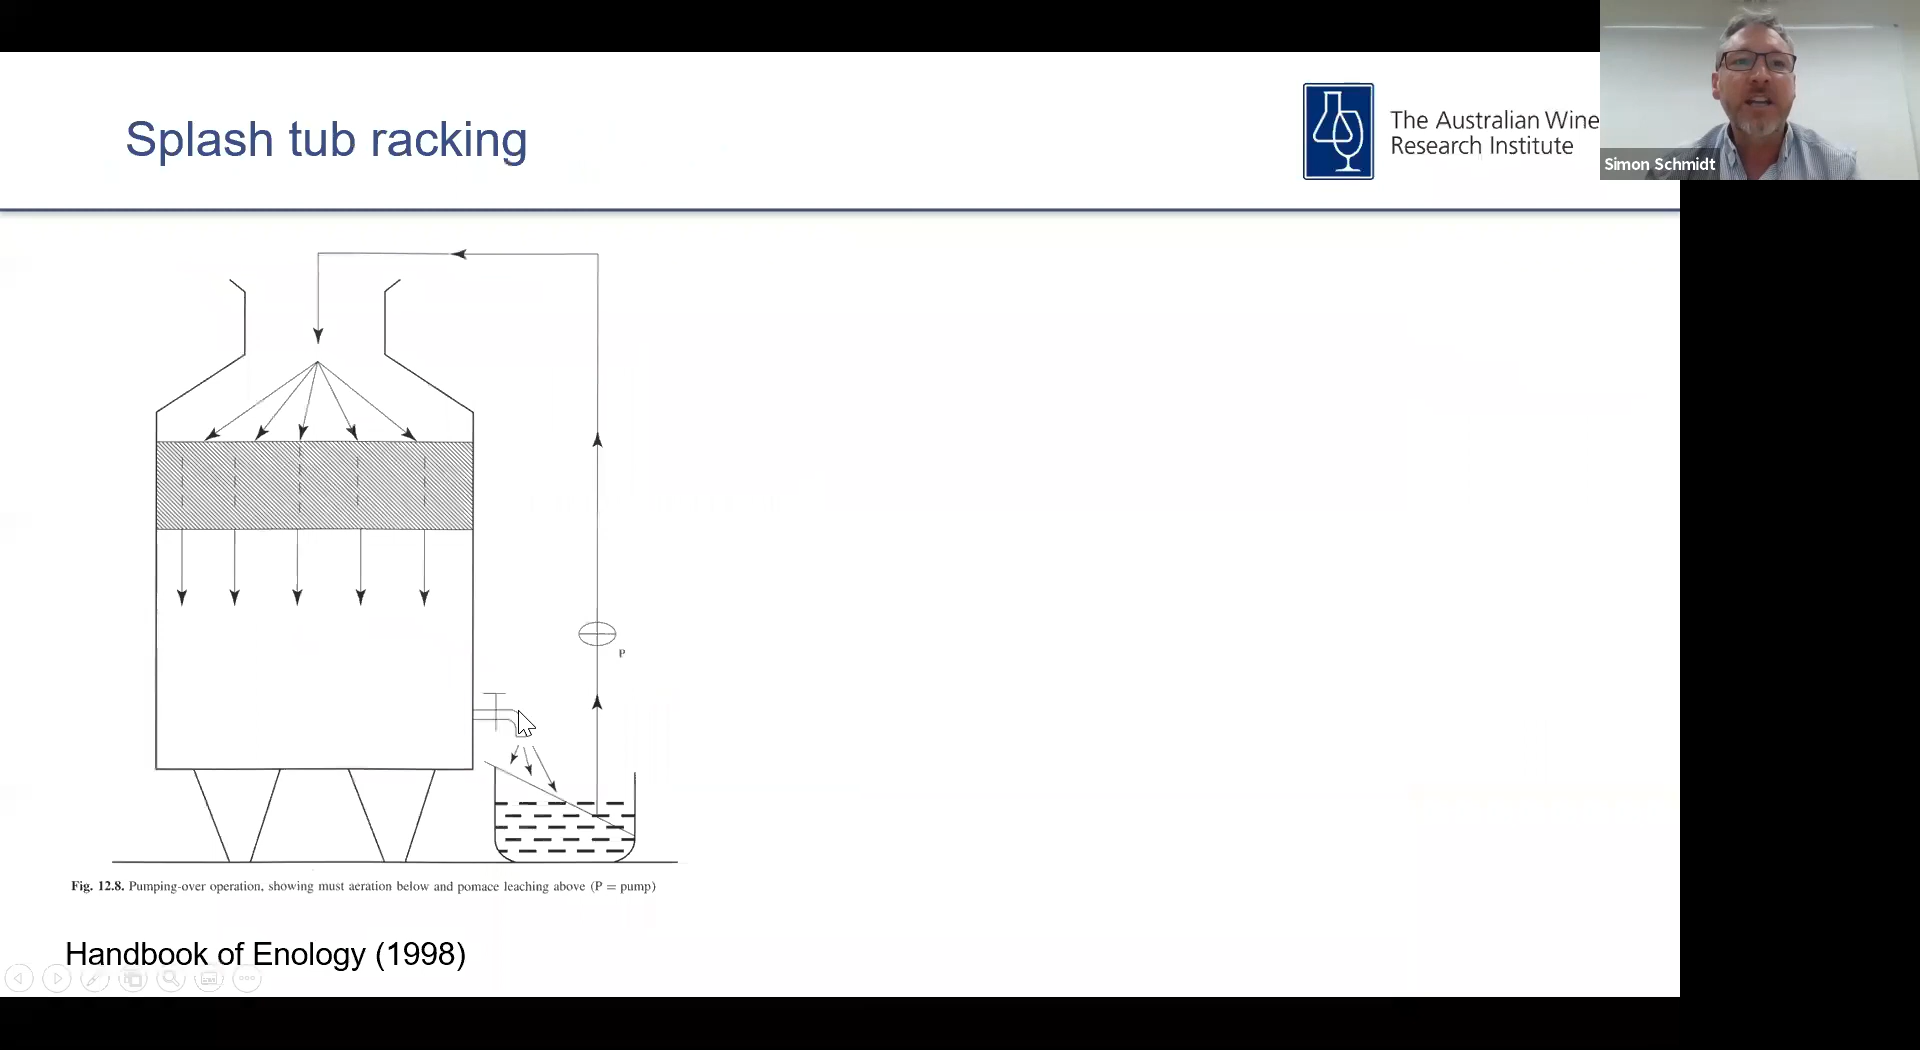 Splash tub racking
The Australian Wine
Research Institute
Simon Schmidt
P
Fig. 12.8. Pumping-over operation, showing must aeration below and pomace leaching above (P = pump)
Handbook of Enology (1998)